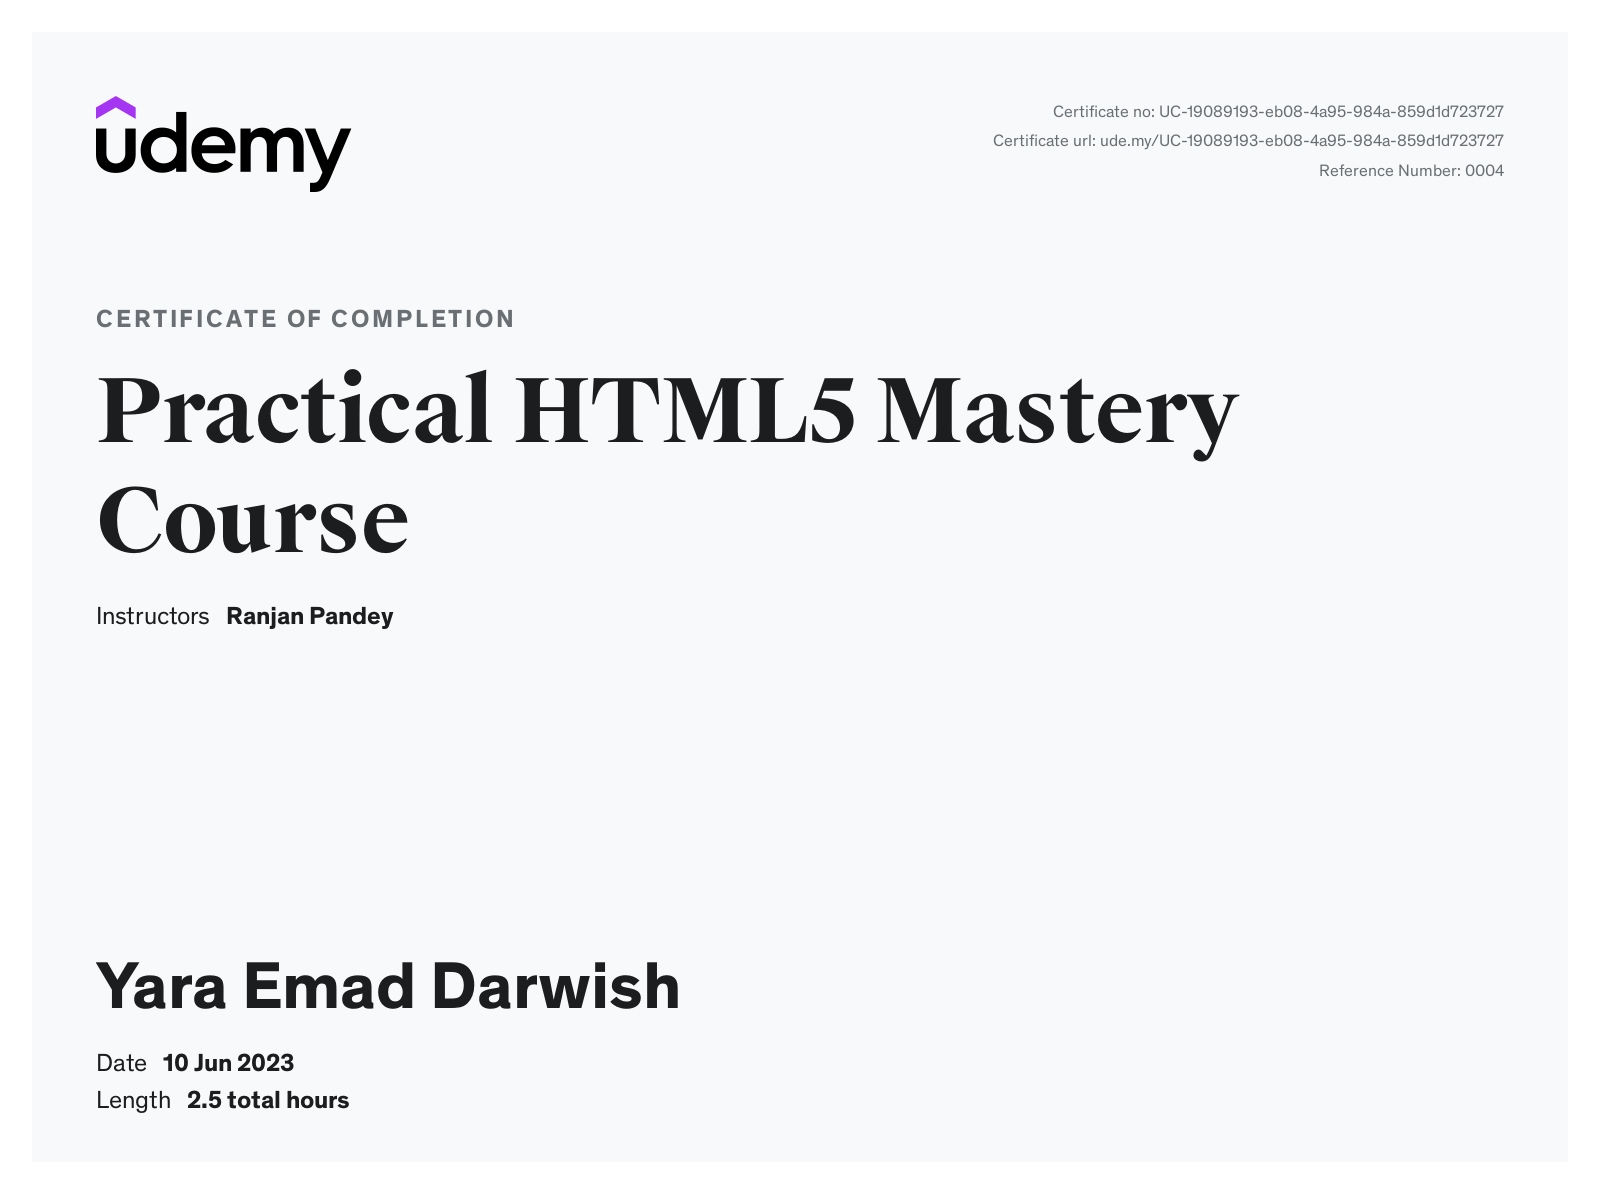 udemy
Certificate no: UC-19089193-eb08-4a95-984a-859d1d723727
Certificate url: ude.my/UC-19089193-eb08-4a95-984a-859d1d723727
Reference Number: 0004
CERTIFICATE OF COMPLETION
Practical HTML5 Mastery
Course
Instructors Ranjan Pandey
Yara Emad Darwish
Date 10 Jun 2023
Length 2.5 total hours